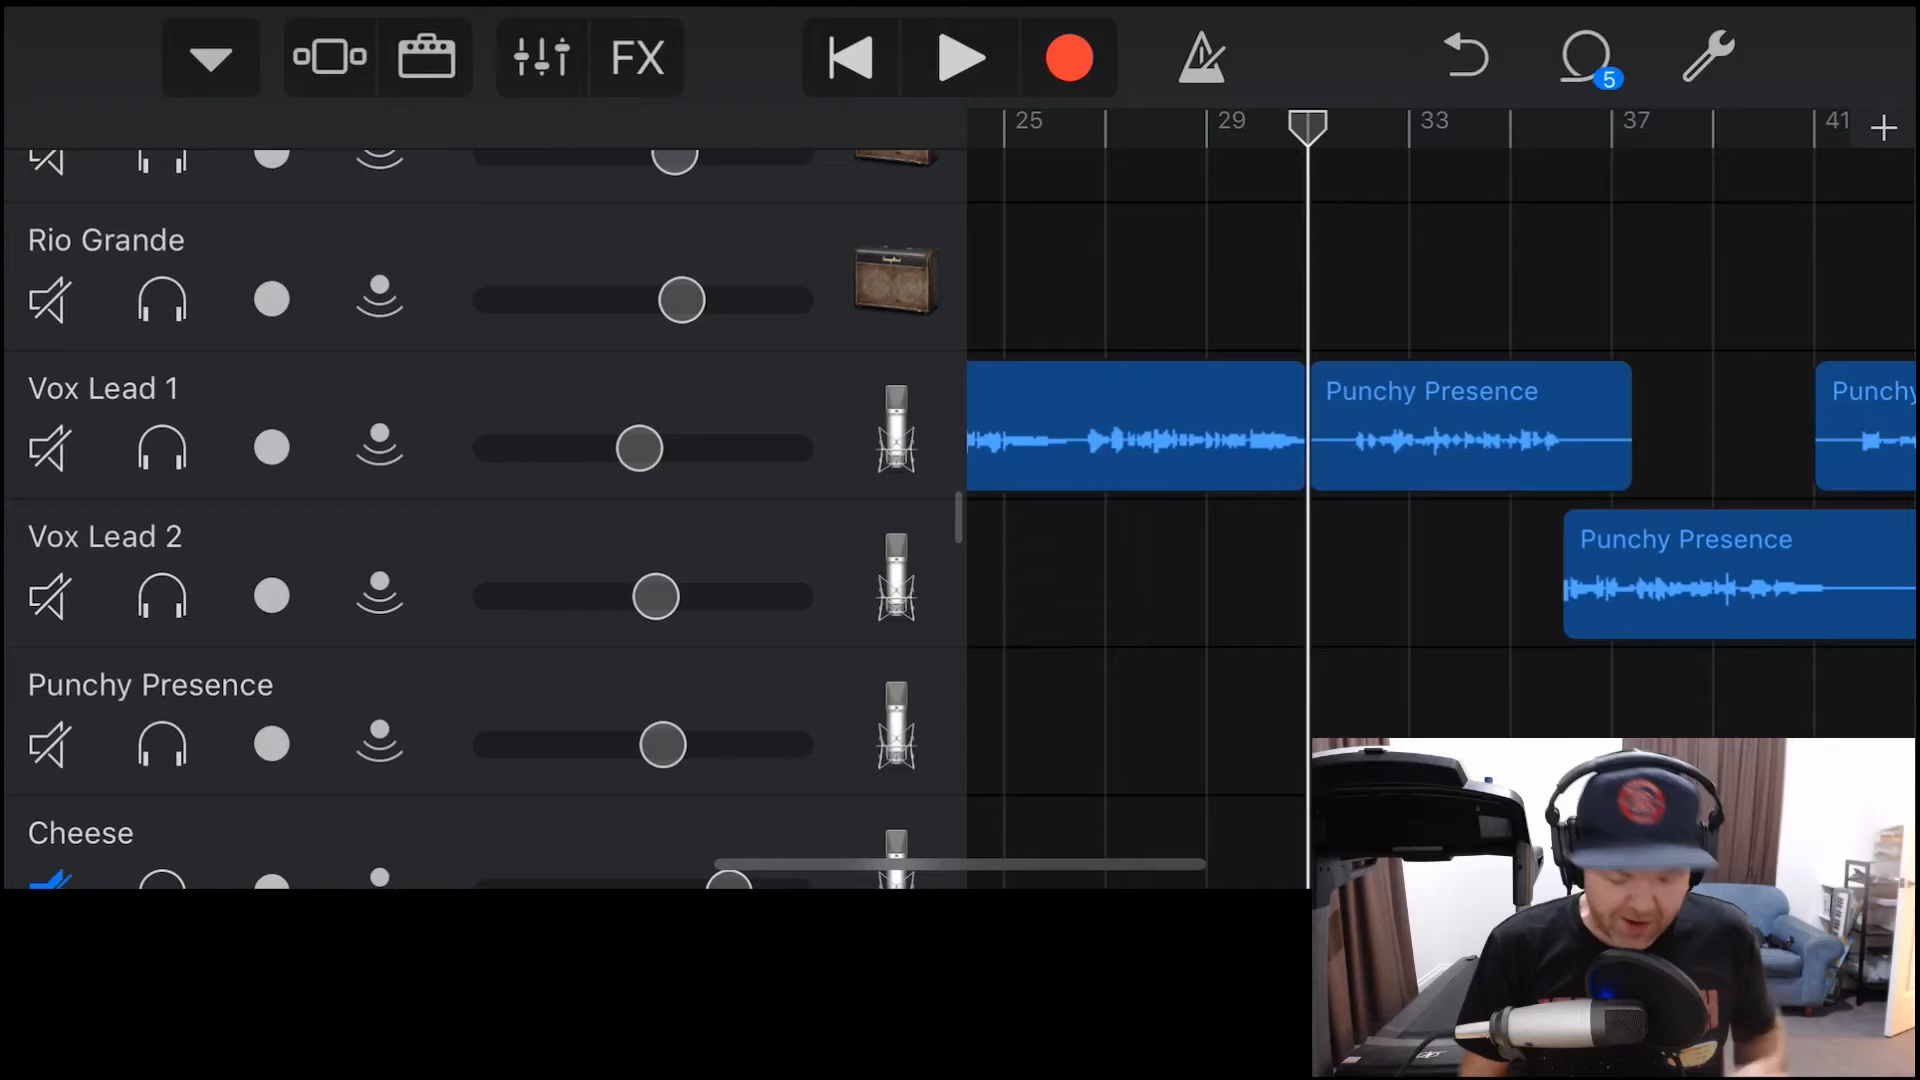 FX
5
25 29 33 37 41
Rio Grande
Vox Lead 1
Punchy Presence
Punchy
Vox Lead 2
Punchy Presence
Punchy Presence
Cheese